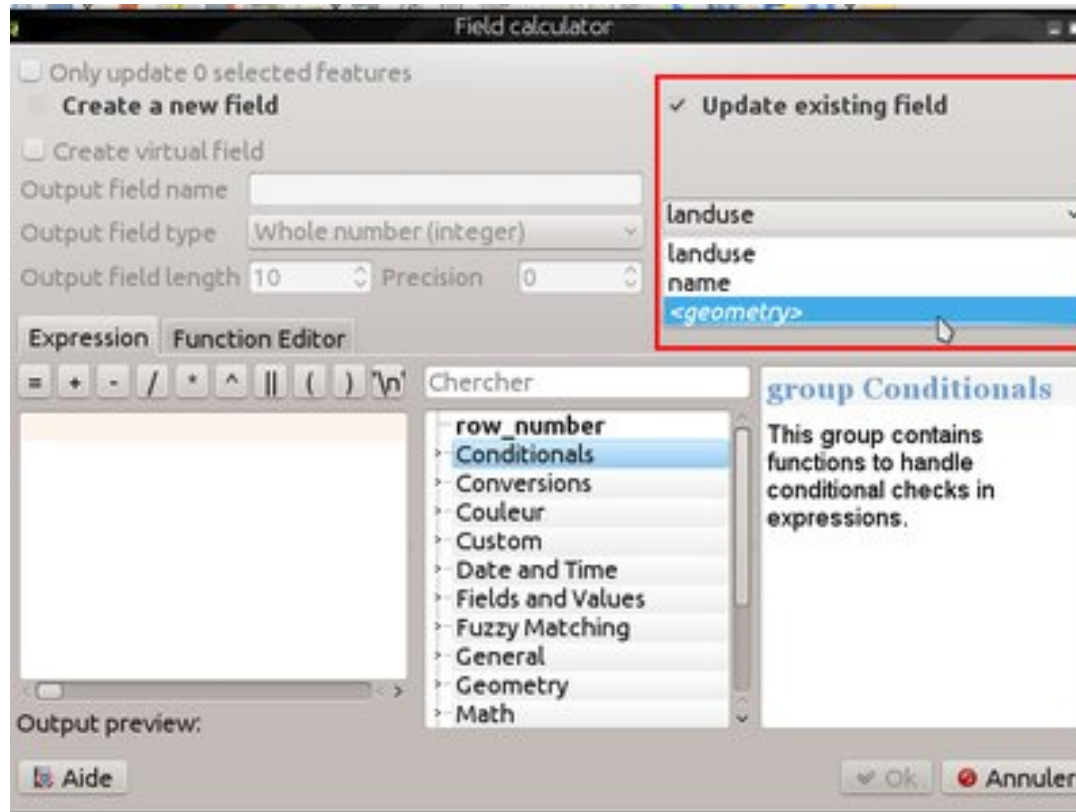 Field calculator
Only update 0 selected features
Create a new field
Create virtual field
Output field name
Output field type Whole number (integer)
Output field length 10 Precision 0
✓ Update existing field
landuse
landuse
name
<geometry>
Expression Function Editor
= + - / * ^ || ( ) '\n'
Chercher
row_number
Conditionals
Conversions
Couleur
Custom
Date and Time
Fields and Values
Fuzzy Matching
General
Geometry
Math
group Conditionals
This group contains
functions to handle
conditional checks in
expressions.
Output preview:
Aide
Ok
Annuler